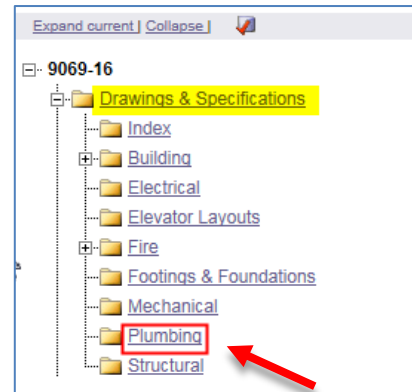 Expand current | Collapse |
9069-16
Drawings & Specifications
Index
Building
Electrical
Elevator Layouts
Fire
Footings & Foundations
Mechanical
Plumbing
Structural